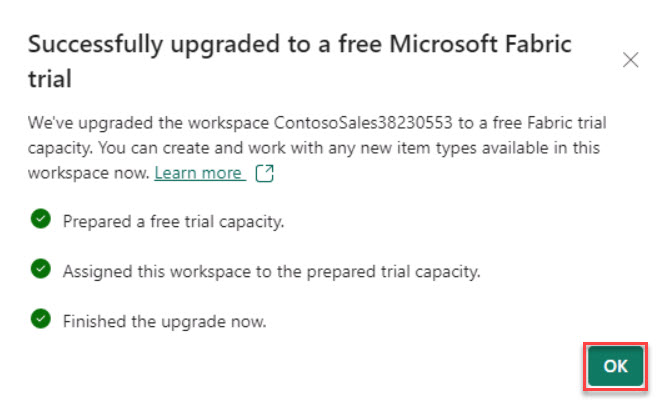 Successfully upgraded to a free Microsoft Fabric
trial
We've upgraded the workspace ContosoSales38230553 to a free Fabric trial
capacity. You can create and work with any new item types available in this
workspace now. Learn more
Prepared a free trial capacity.
Assigned this workspace to the prepared trial capacity.
Finished the upgrade now.
OK